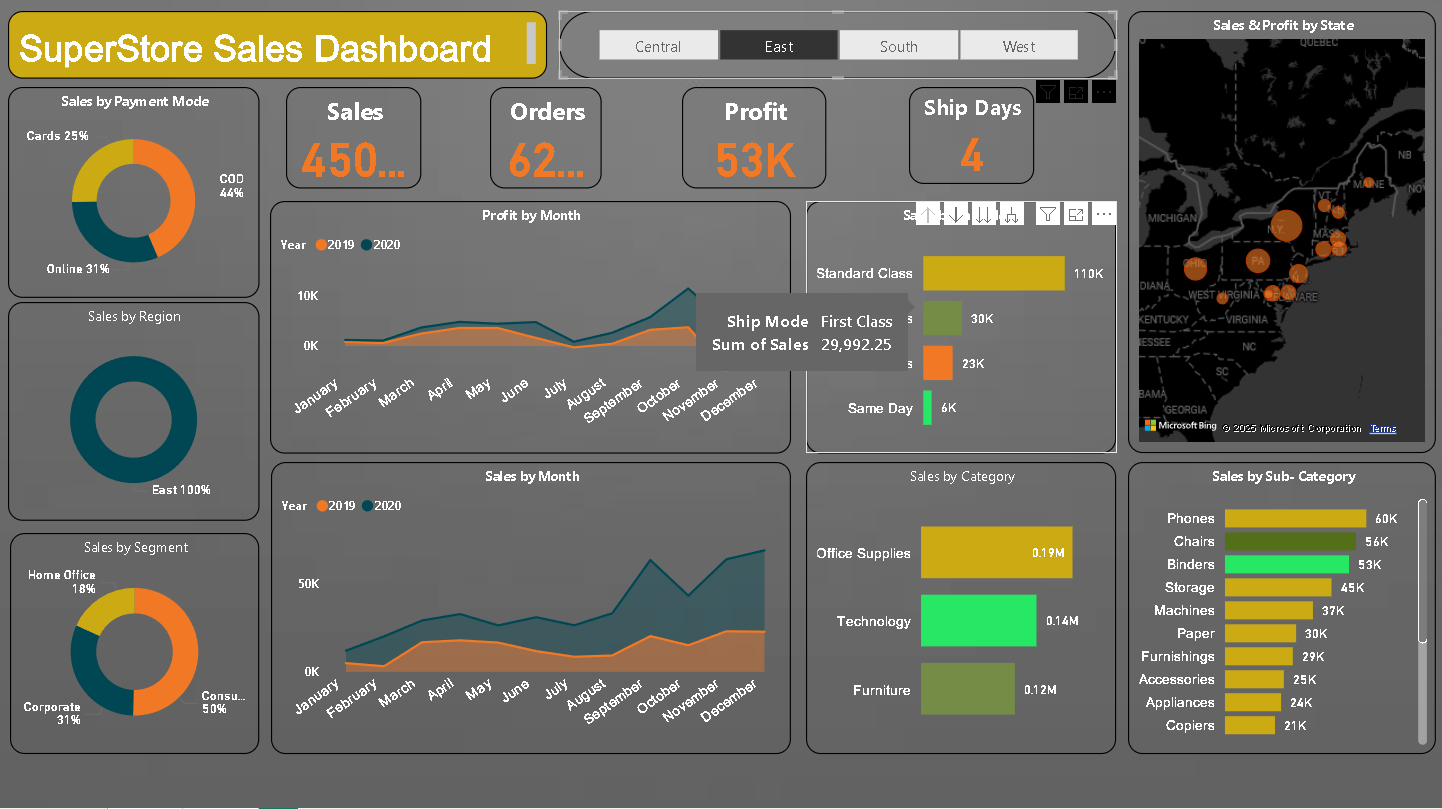 SuperStore Sales Dashboard
Central
East
South
West
Sales
450...
Orders
62...
Profit
53K
Ship Days
4
Sales by Payment Mode
Cards 25%
COD
44%
Online 31%
Sales by Region
East 100%
Sales by Segment
Home Office
18%
Corporate
31%
Consu...
50%
Profit by Month
Year 2019 2020
10K
0K
January
February
March
April
May
June
July
August
September
October
November
December
Standard Class 110K
s 30K
s 23K
Same Day 6K
Ship Mode First Class
Sum of Sales 29,992.25
Sales by Month
Year 2019 2020
50K
0K
January
February
March
April
May
June
July
August
September
October
November
December
Sales by Category
Office Supplies 0.19M
Technology 0.14M
Furniture 0.12M
Sales & Profit by State
QUEBEC
NB
MAINE
VT.
MICHIGAN
N.Y.
MASS.
PA
OHIO
WEST VIRGINIA
DELAWARE
KENTUCKY
VIRGINIA
NC
SC
GEORGIA
Microsoft Bing © 2025 Microsoft Corporation Terms
Sales by Sub- Category
Phones 60K
Chairs 56K
Binders 53K
Storage 45K
Machines 37K
Paper 30K
Furnishings 29K
Accessories 25K
Appliances 24K
Copiers 21K